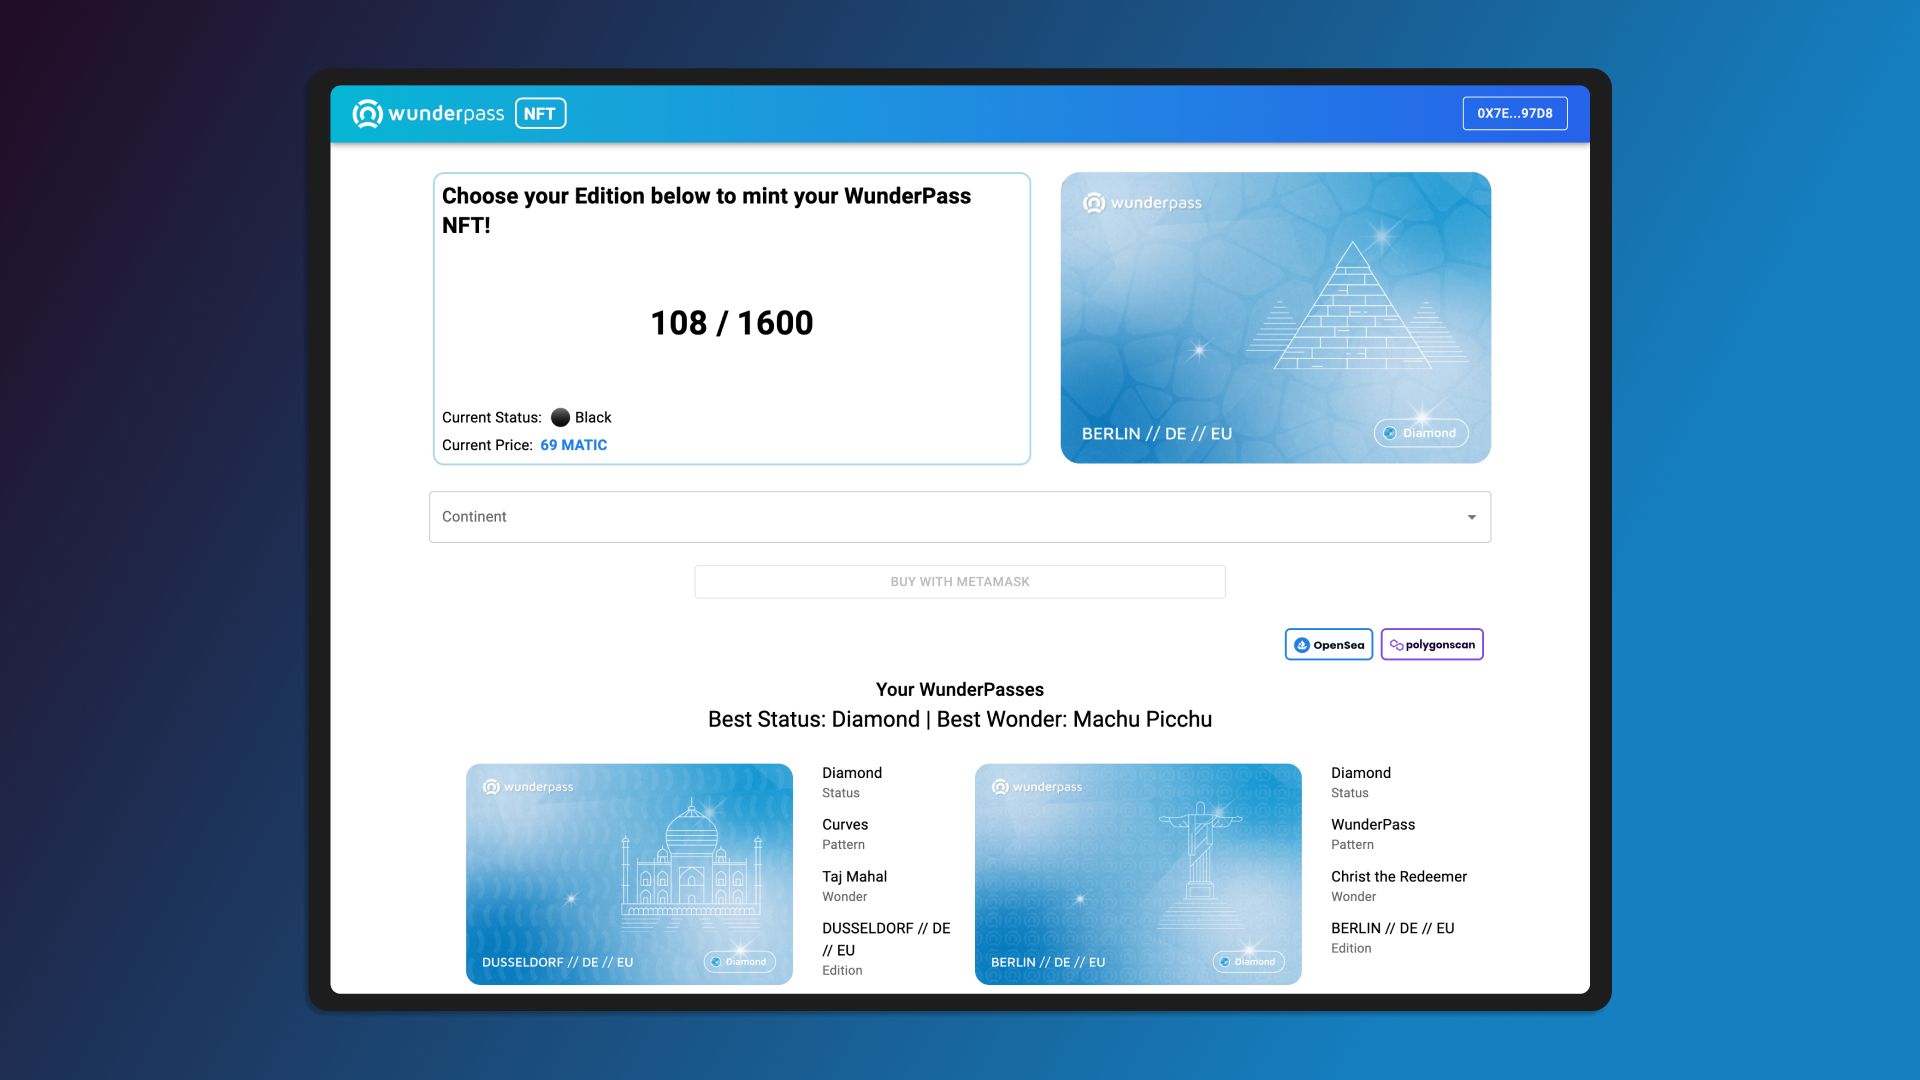 wunderpass NFT
0X7E...97D8
Choose your Edition below to mint your WunderPass
NFT!
108 / 1600
Current Status: Black
Current Price: 69 MATIC
wunderpass
BERLIN // DE // EU
Diamond
Continent
BUY WITH METAMASK
OpenSea
polygonscan
Your WunderPasses
Best Status: Diamond | Best Wonder: Machu Picchu
wunderpass
DUSSELDORF // DE // EU
Diamond
Diamond
Status
Curves
Pattern
Taj Mahal
Wonder
DUSSELDORF // DE
// EU
Edition
wunderpass
BERLIN // DE // EU
Diamond
Diamond
Status
WunderPass
Pattern
Christ the Redeemer
Wonder
BERLIN // DE // EU
Edition